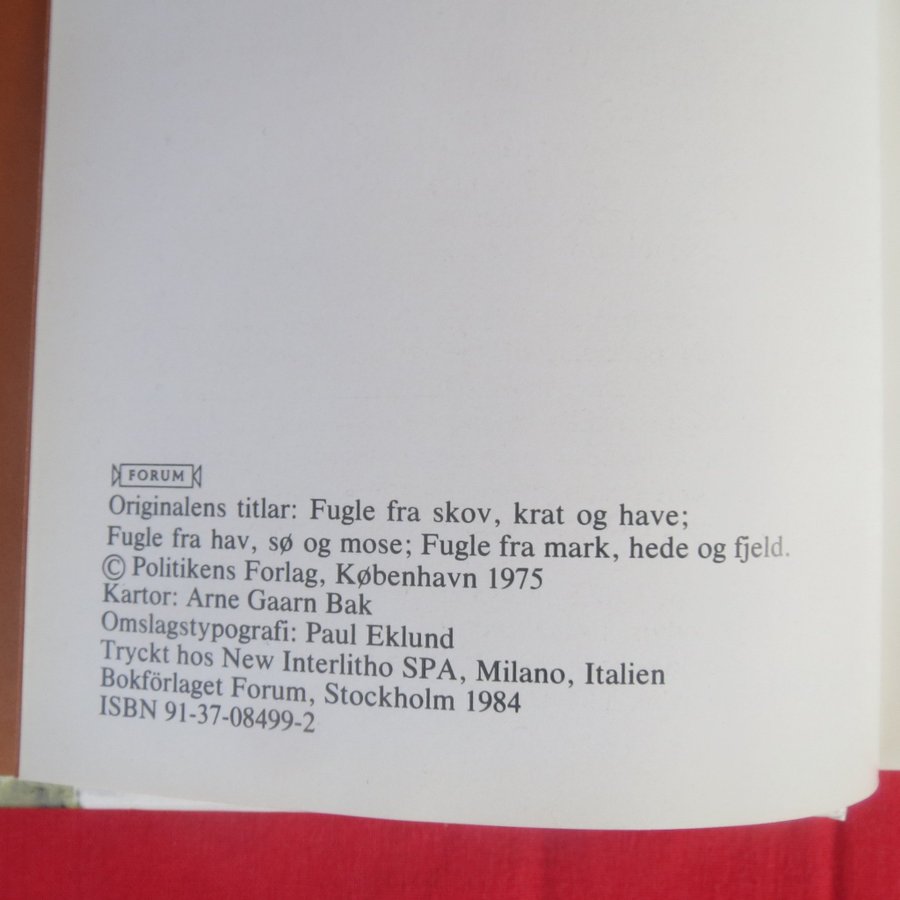 FORUM
Originalens titlar: Fugle fra skov, krat og have;
Fugle fra hav, sø og mose; Fugle fra mark, hede og fjeld.
© Politikens Forlag, København 1975
Kartor: Arne Gaarn Bak
Omslagstypografi: Paul Eklund
Tryckt hos New Interlitho SPA, Milano, Italien
Bokförlaget Forum, Stockholm 1984
ISBN 91-37-08499-2